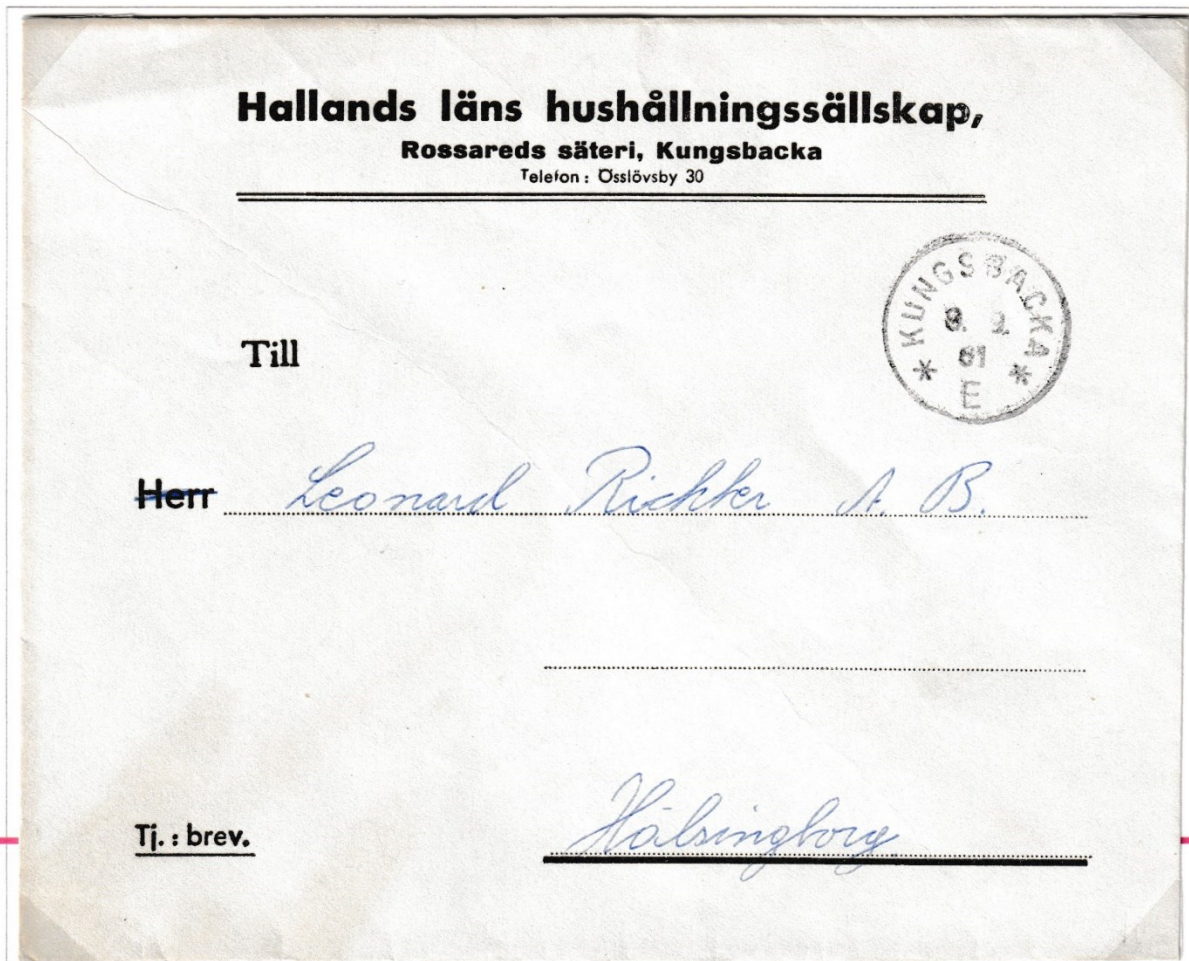 Hallands läns hushållningssällskap,
Rossareds säteri, Kungsbacka
Telefon: Össlövsby 30
KUNGSBACKA
9. 9.
61
E
Till
Herr Leonard Richter A. B.
Tj.: brev.
Hälsingborg